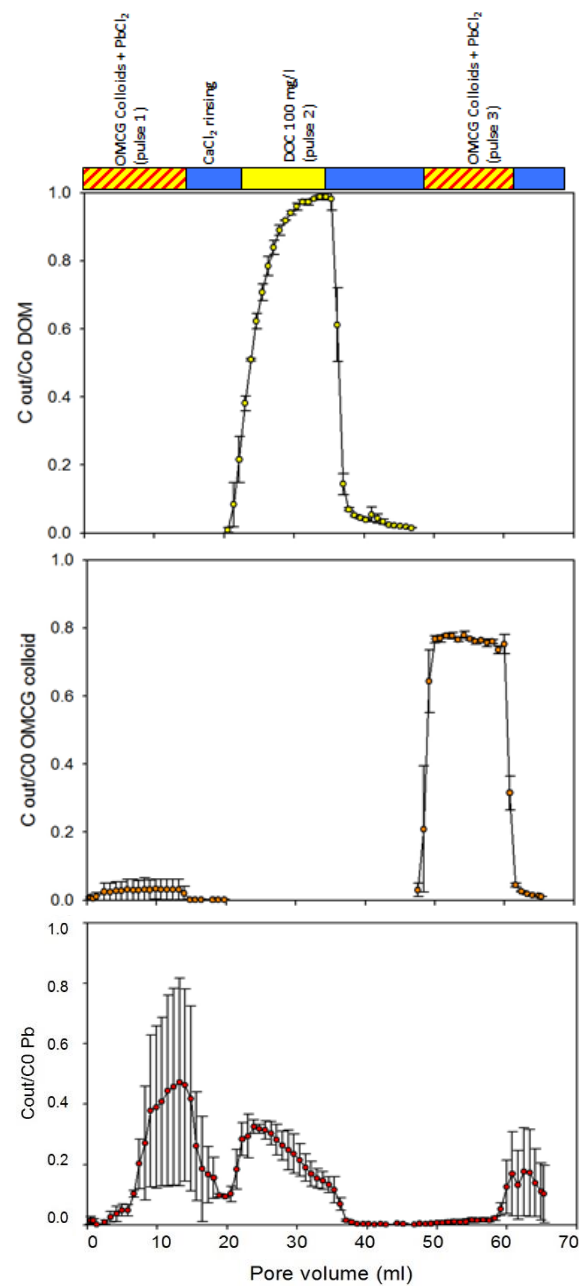 OMCG Colloids + PbCl₂
(pulse 1)
CaCl₂ rinsing
DOC 100 mg/l
(pulse 2)
OMCG Colloids + PbCl₂
(pulse 3)
1.0
0.8
0.6
0.4
0.2
0.0
C out/Co DOM
1.0
0.8
0.6
0.4
0.2
0.0
C out/C0 OMCG colloid
1.0
0.8
0.6
0.4
0.2
0.0
Cout/C0 Pb
0 10 20 30 40 50 60 70
Pore volume (ml)